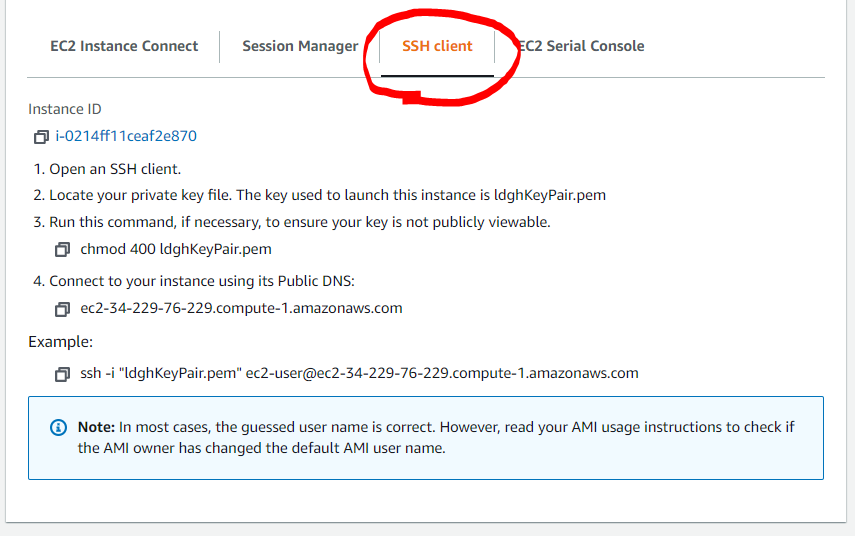 EC2 Instance Connect
Session Manager
SSH client
EC2 Serial Console
Instance ID
i-0214ff11ceaf2e870
1. Open an SSH client.
2. Locate your private key file. The key used to launch this instance is ldghKeyPair.pem
3. Run this command, if necessary, to ensure your key is not publicly viewable.
chmod 400 ldghKeyPair.pem
4. Connect to your instance using its Public DNS:
ec2-34-229-76-229.compute-1.amazonaws.com
Example:
ssh -i "ldghKeyPair.pem" ec2-user@ec2-34-229-76-229.compute-1.amazonaws.com
Note: In most cases, the guessed user name is correct. However, read your AMI usage instructions to check if
the AMI owner has changed the default AMI user name.